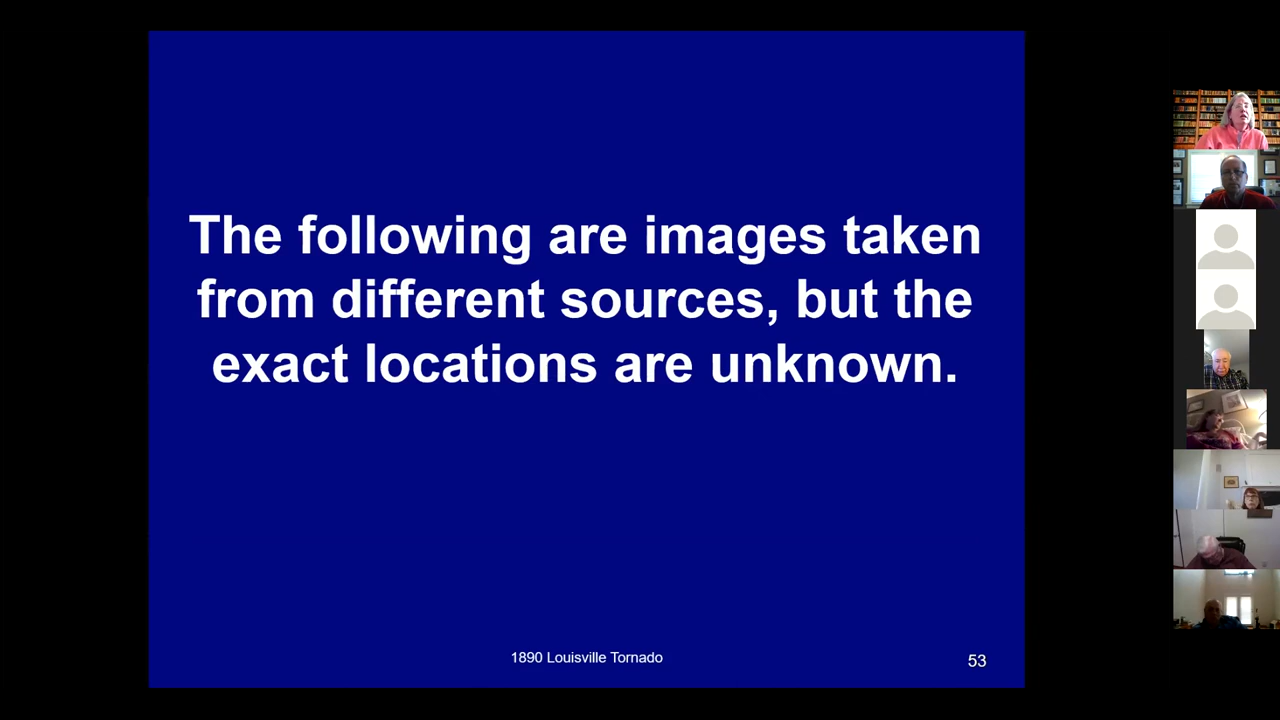 The following are images taken
from different sources, but the
exact locations are unknown.
1890 Louisville Tornado
53